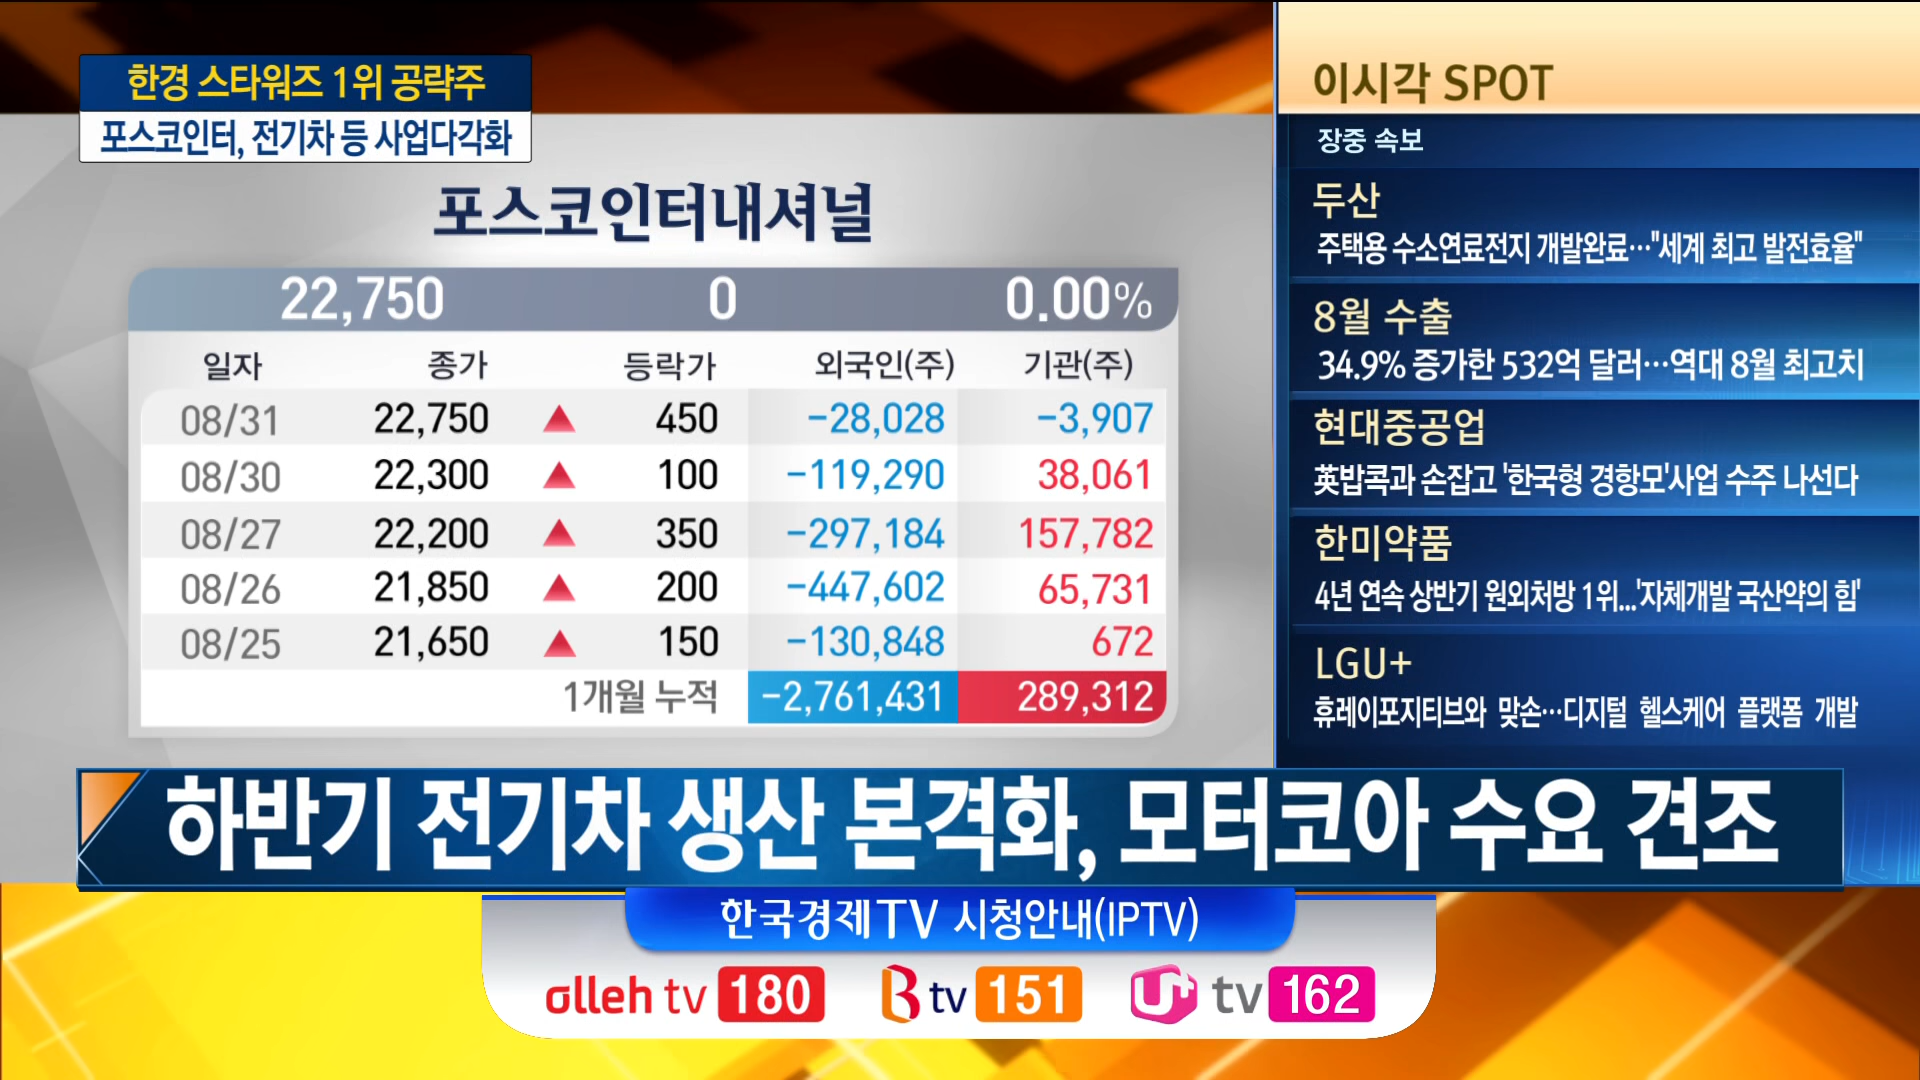 한경 스타워즈 1위 공략주
포스코인터, 전기차 등 사업다각화
포스코인터내셔널
22,750 0 0.00%
일자 종가 등락가 외국인(주) 기관(주)
08/31 22,750 ▲ 450 -28,028 -3,907
08/30 22,300 ▲ 100 -119,290 38,061
08/27 22,200 ▲ 350 -297,184 157,782
08/26 21,850 ▲ 200 -447,602 65,731
08/25 21,650 ▲ 150 -130,848 672
1개월 누적 -2,761,431 289,312
이시각 SPOT
장중 속보
두산
주택용 수소연료전지 개발완료…"세계 최고 발전효율"
8월 수출
34.9% 증가한 532억 달러…역대 8월 최고치
현대중공업
英밥콕과 손잡고 '한국형 경항모'사업 수주 나선다
한미약품
4년 연속 상반기 원외처방 1위...'자체개발 국산약의 힘'
LGU+
휴레이포지티브와 맞손…디지털 헬스케어 플랫폼 개발
하반기 전기차 생산 본격화, 모터코아 수요 견조
한국경제TV 시청안내(IPTV)
olleh tv 180 B tv 151 U+ tv 162